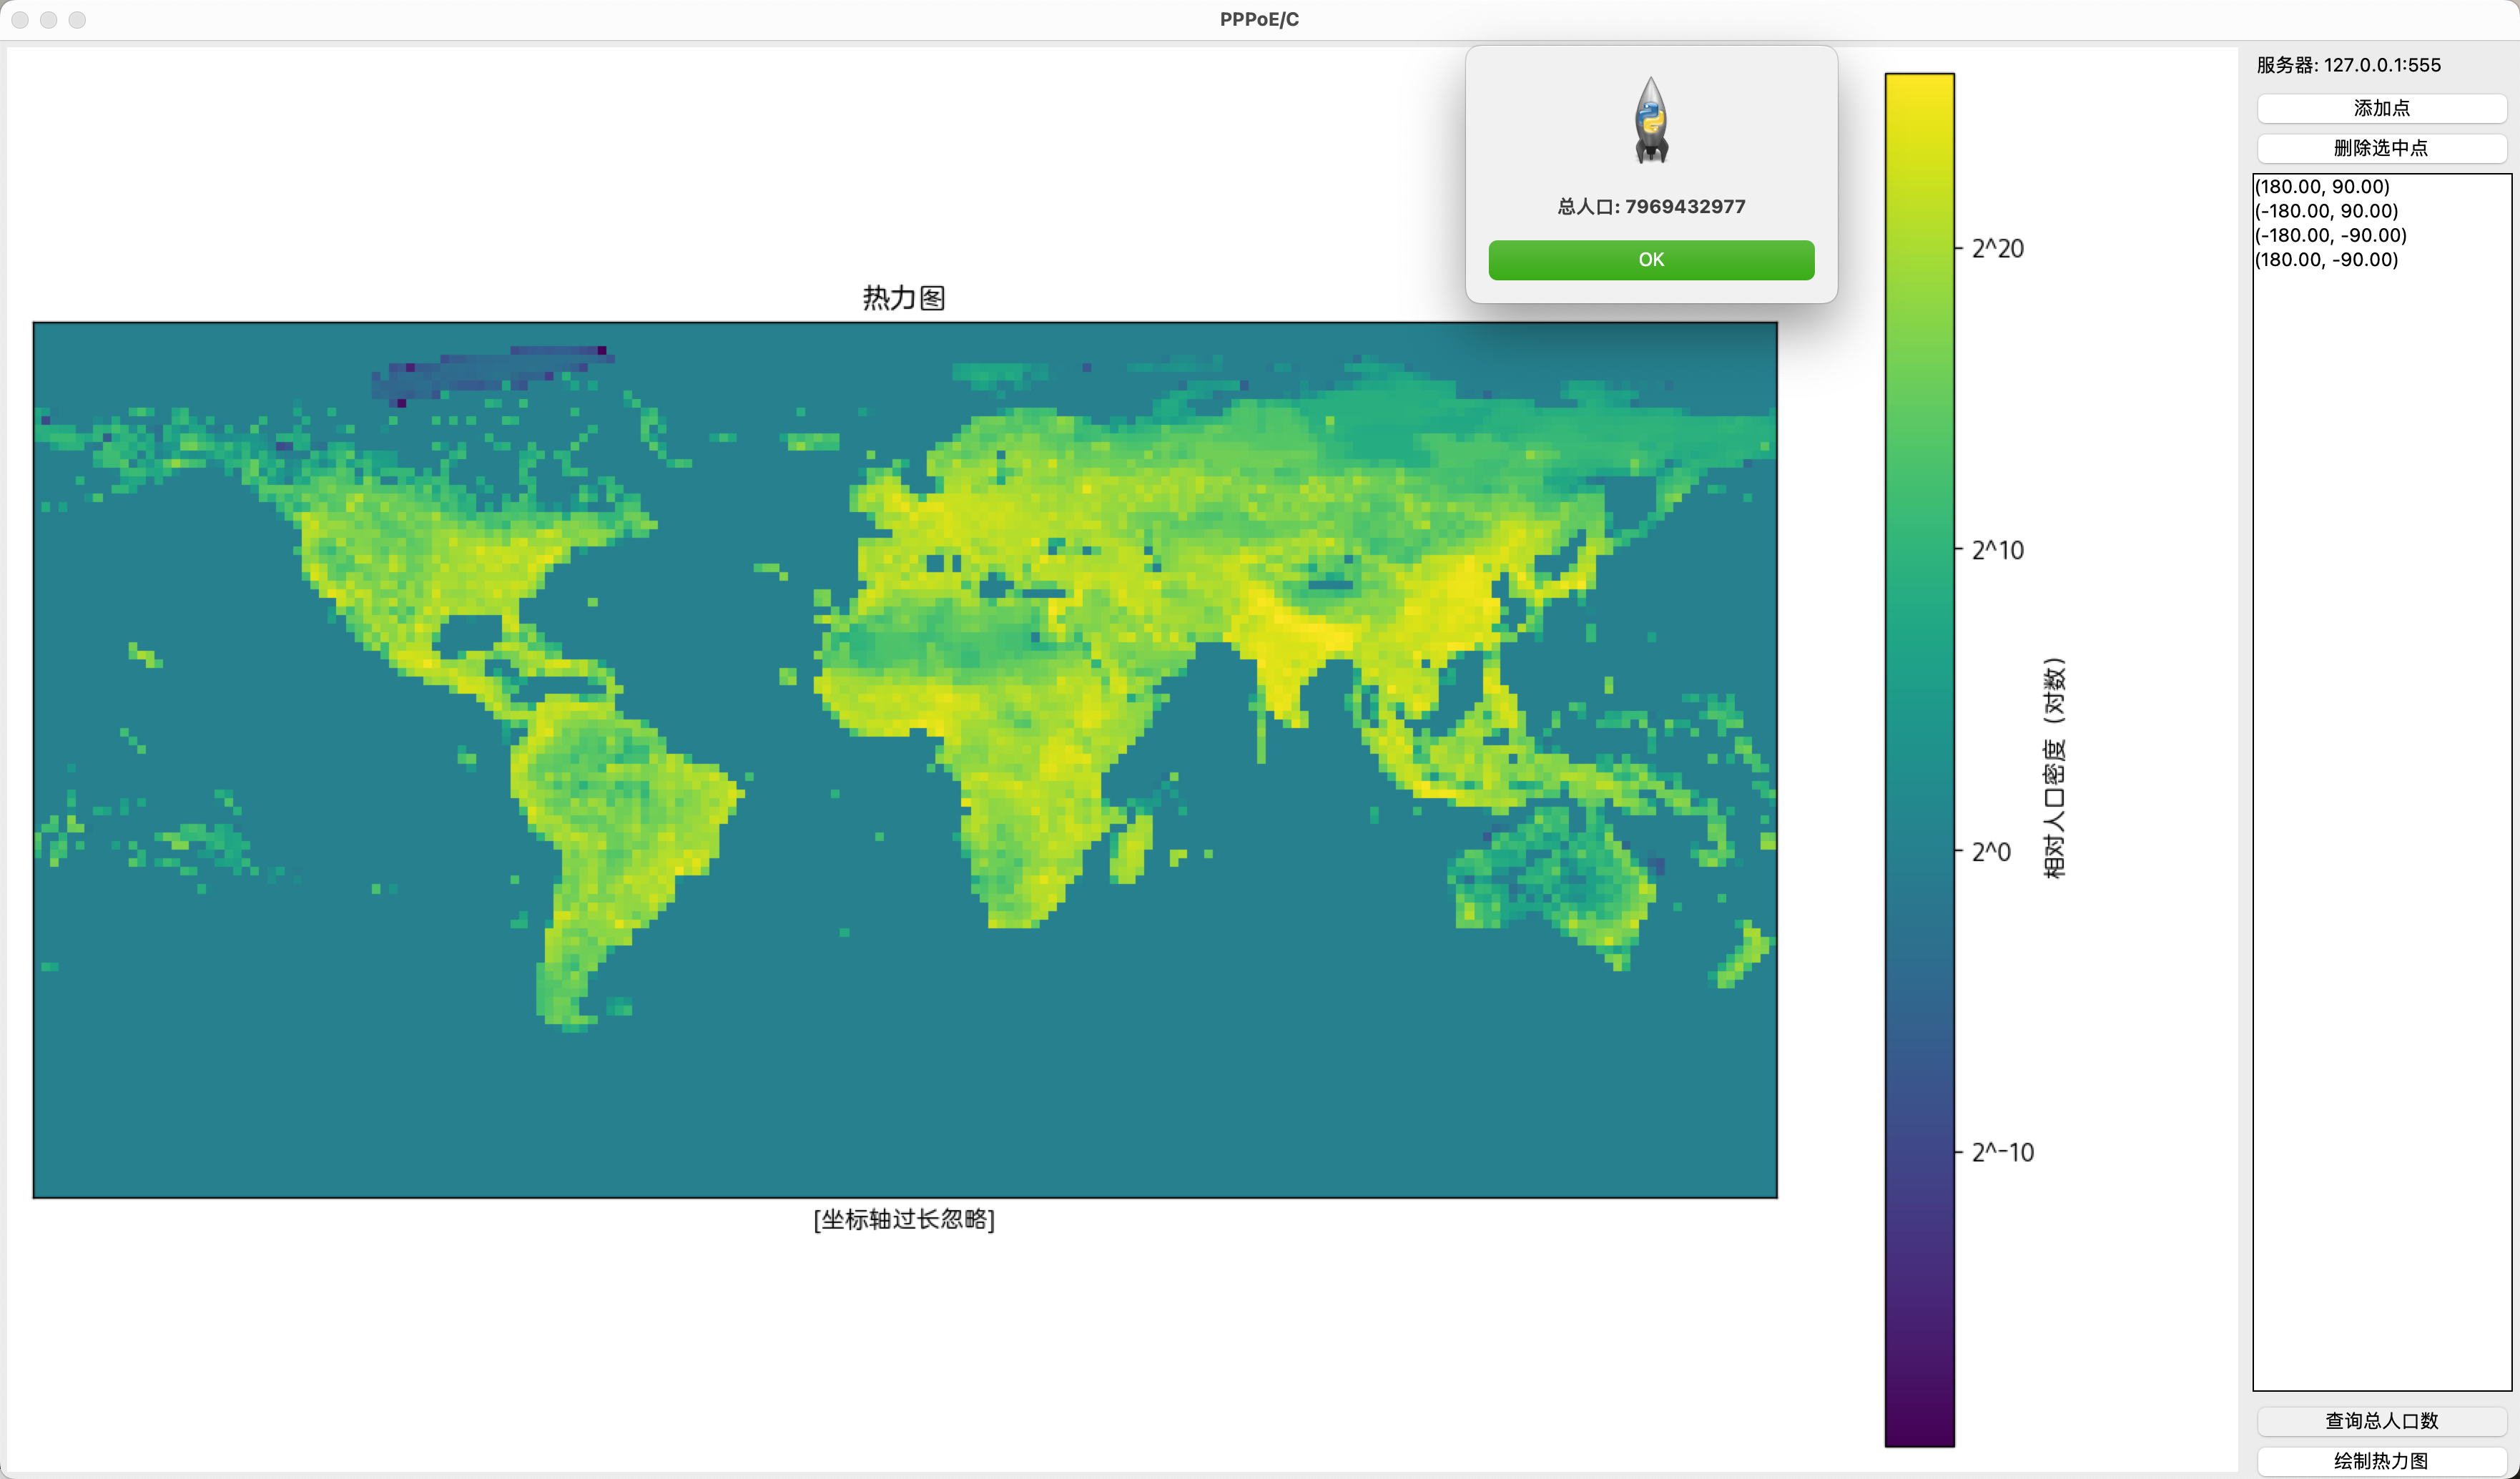 PPPoE/C
总人口: 7969432977
OK
热力图
[坐标轴过长忽略]
2^20
2^10
2^0
2^-10
相对人口密度（对数）
服务器: 127.0.0.1:555
添加点
删除选中点
(180.00, 90.00)
(-180.00, 90.00)
(-180.00, -90.00)
(180.00, -90.00)
查询总人口数
绘制热力图